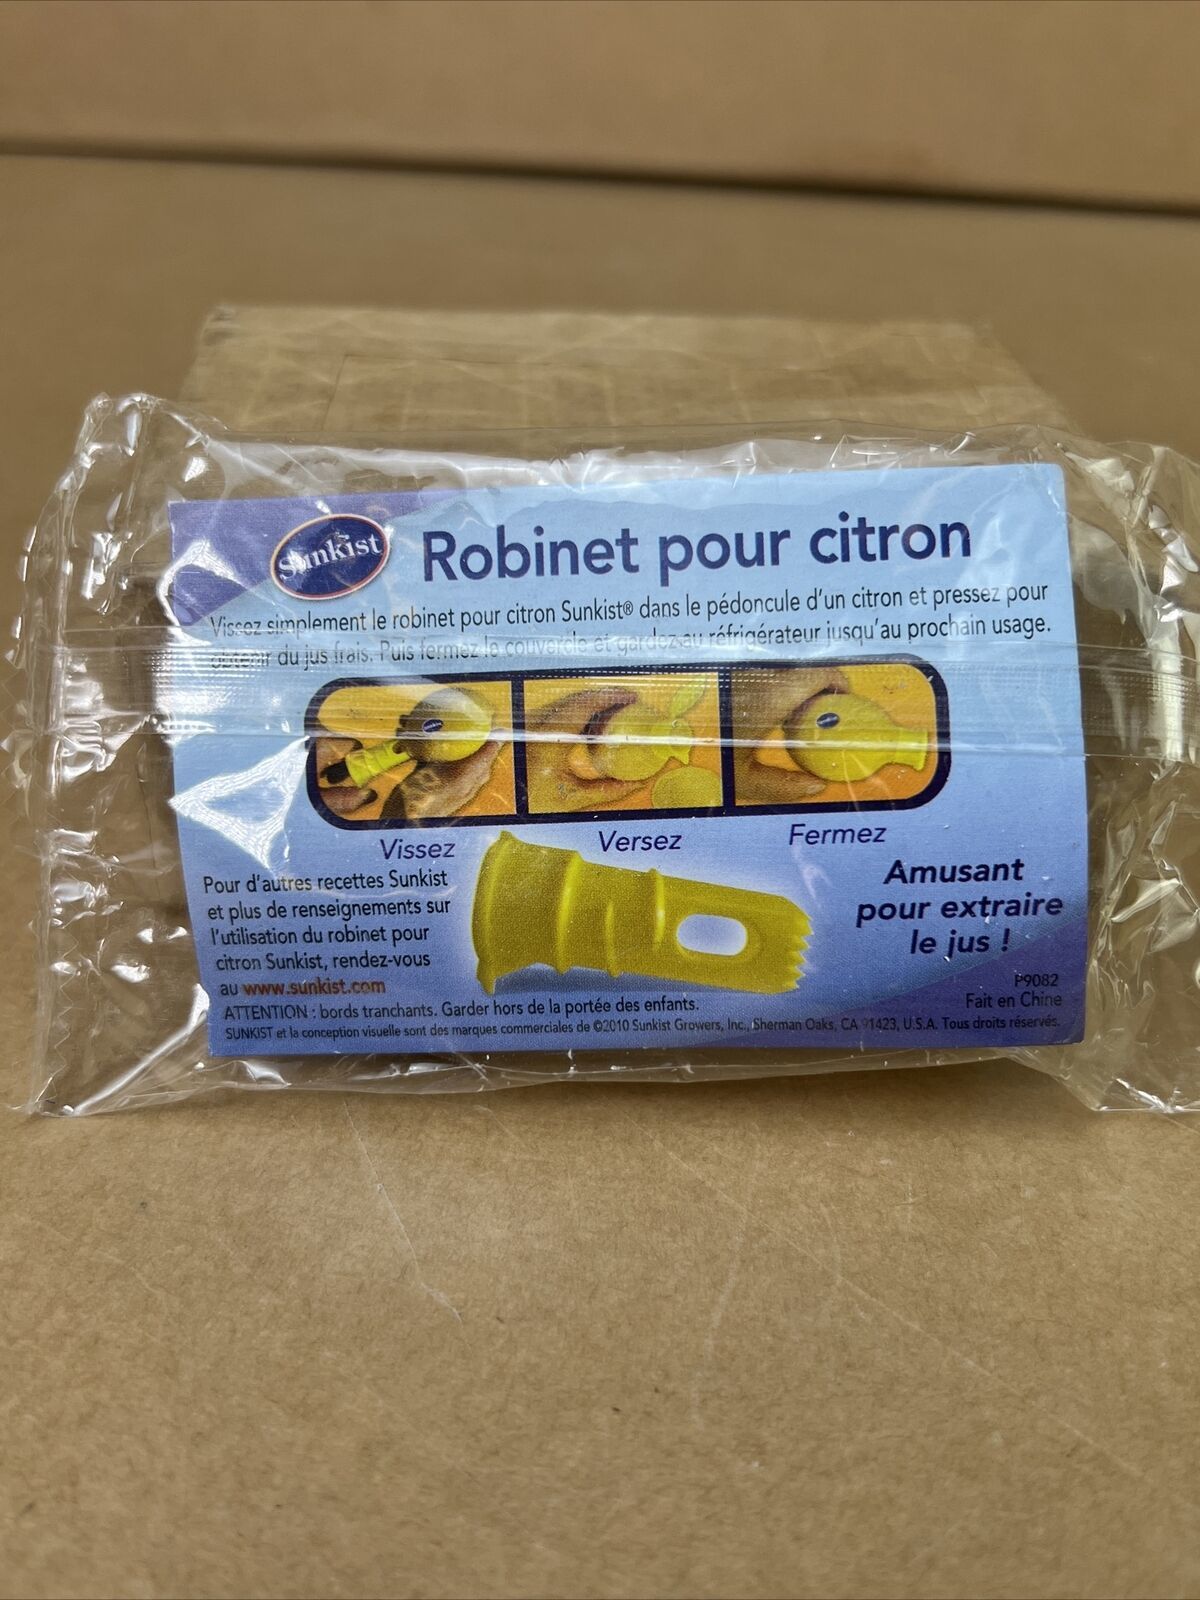 Sunkist
Robinet pour citron
Vissez simplement le robinet pour citron Sunkist® dans le pédoncule d'un citron et pressez pour
obtenir du jus frais. Puis fermez le couvercle et gardez au réfrigérateur jusqu'au prochain usage.
Vissez
Versez
Fermez
Pour d'autres recettes Sunkist
et plus de renseignements sur
l'utilisation du robinet pour
citron Sunkist, rendez-vous
au www.sunkist.com
Amusant
pour extraire
le jus !
P9082
Fait en Chine
ATTENTION : bords tranchants. Garder hors de la portée des enfants.
SUNKIST et la conception visuelle sont des marques commerciales de ©2010 Sunkist Growers, Inc., Sherman Oaks, CA 91423, U.S.A. Tous droits réservés.